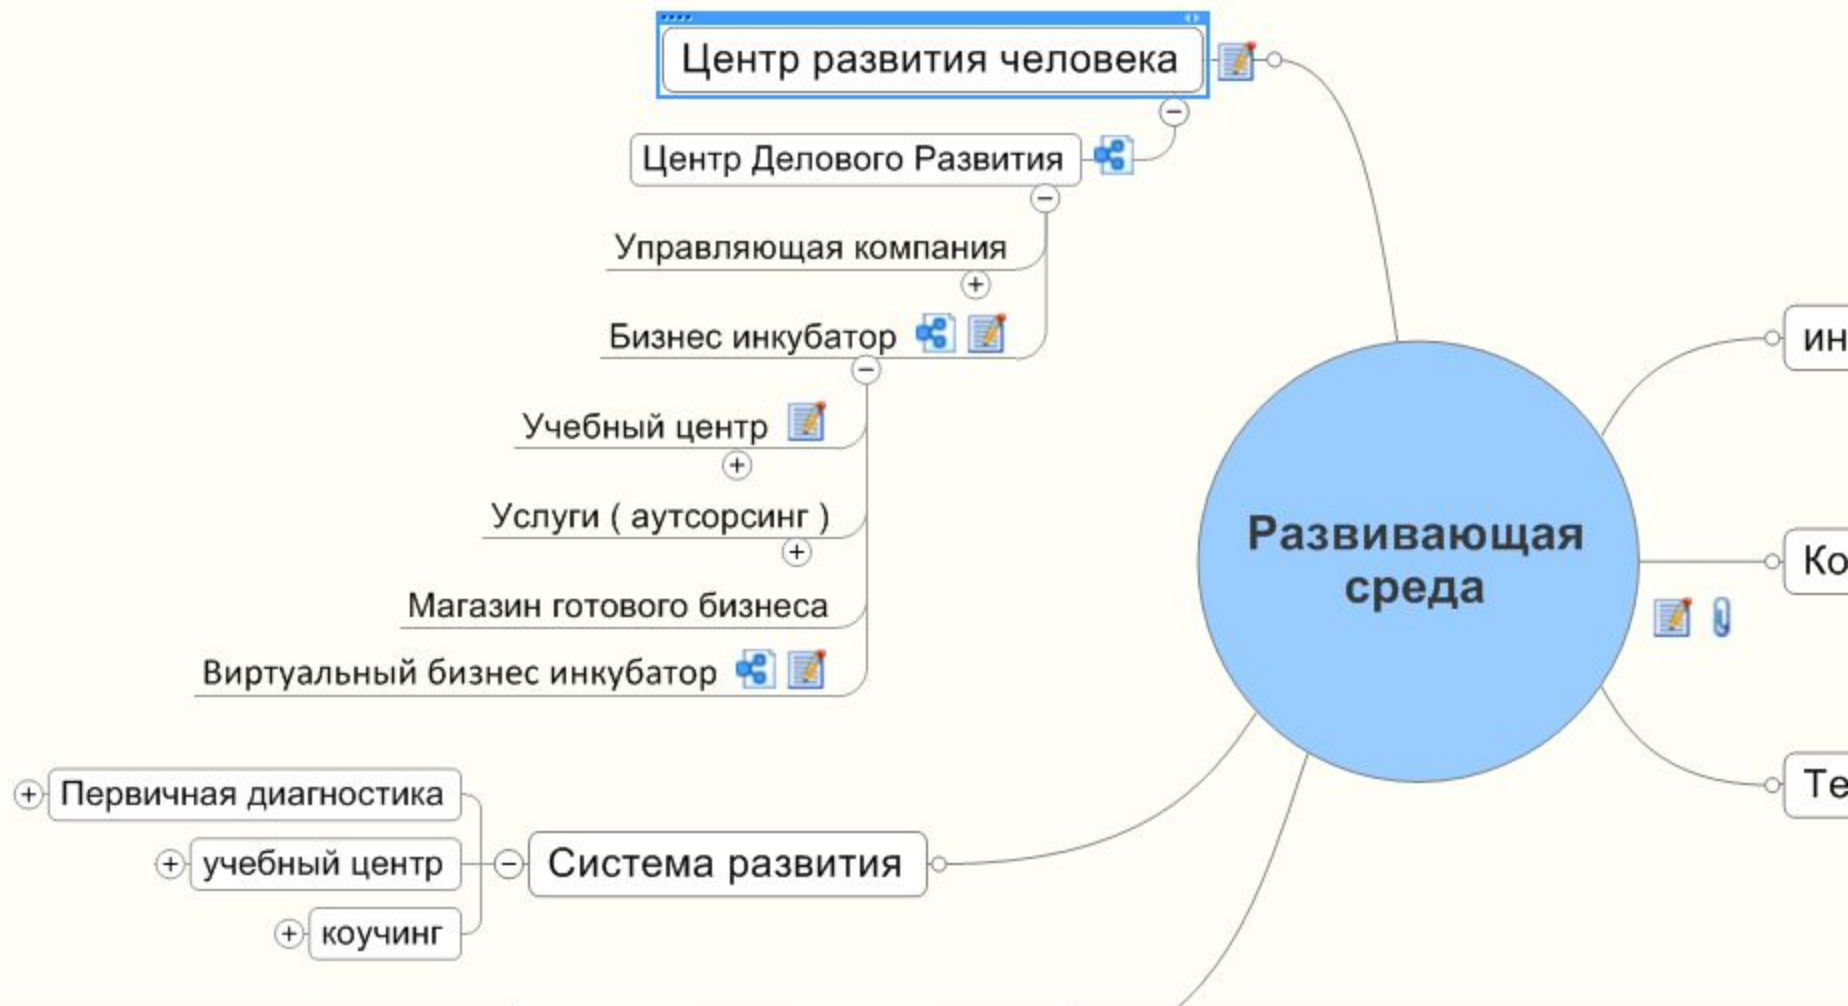 Центр развития человека
Центр Делового Развития
Управляющая компания
Бизнес инкубатор
Учебный центр
Услуги ( аутсорсинг )
Магазин готового бизнеса
Виртуальный бизнес инкубатор
Развивающая
среда
Первичная диагностика
учебный центр
коучинг
Система развития